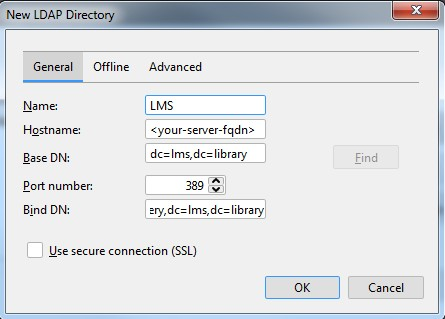 New LDAP Directory
General Offline Advanced
Name: LMS
Hostname: <your-server-fqdn>
Base DN: dc=lms,dc=library Find
Port number: 389
Bind DN: ery,dc=lms,dc=library
Use secure connection (SSL)
OK Cancel